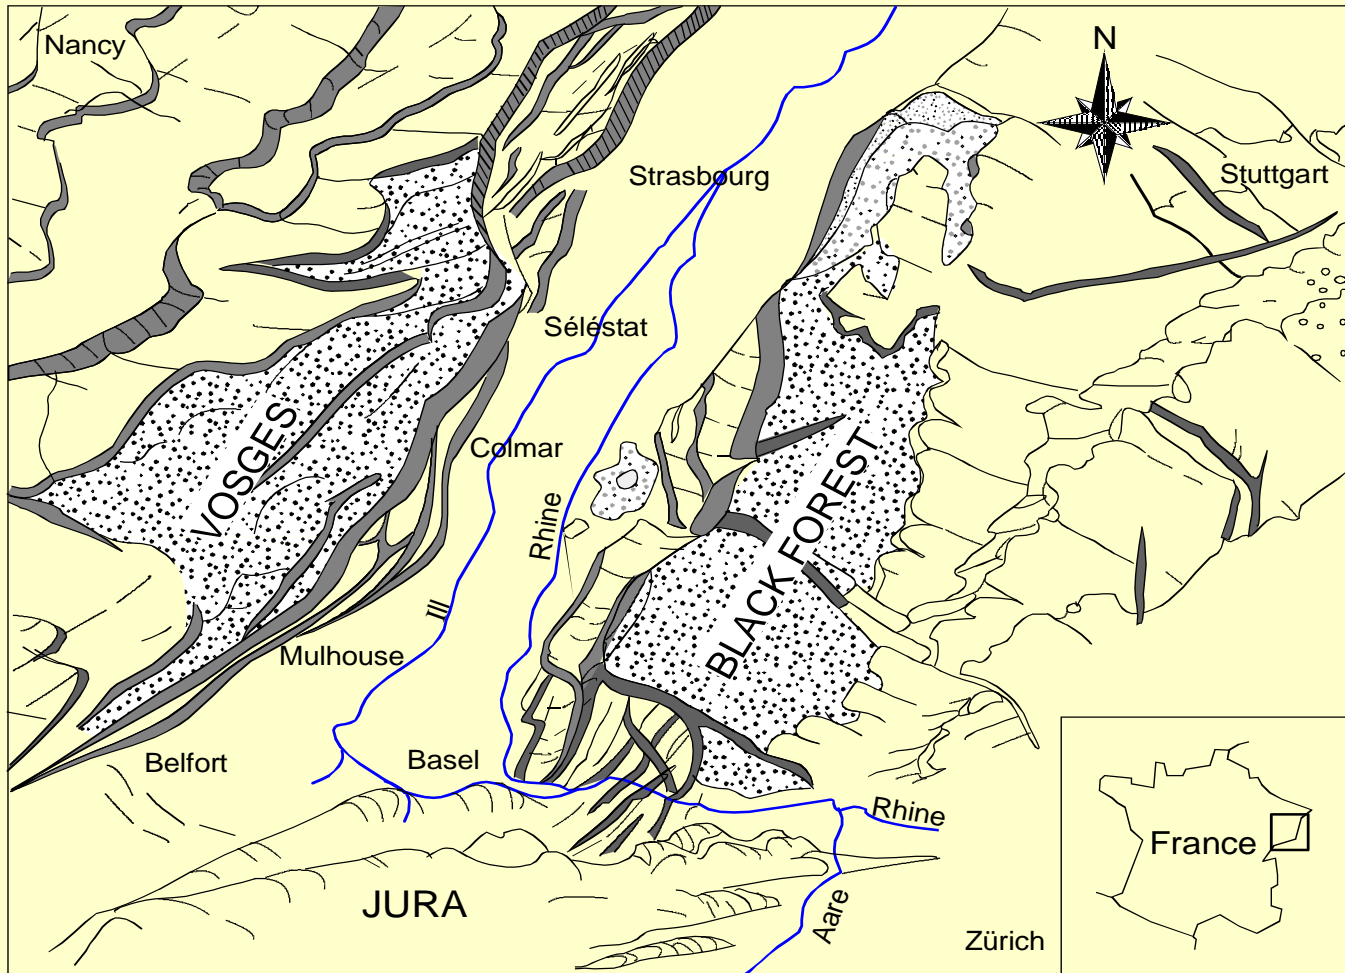 Nancy
N
Strasbourg
Stuttgart
Séléstat
VOSGES
Colmar
Rhine
BLACK FOREST
Ill
Mulhouse
Belfort
Basel
Rhine
France
JURA
Aare
Zürich